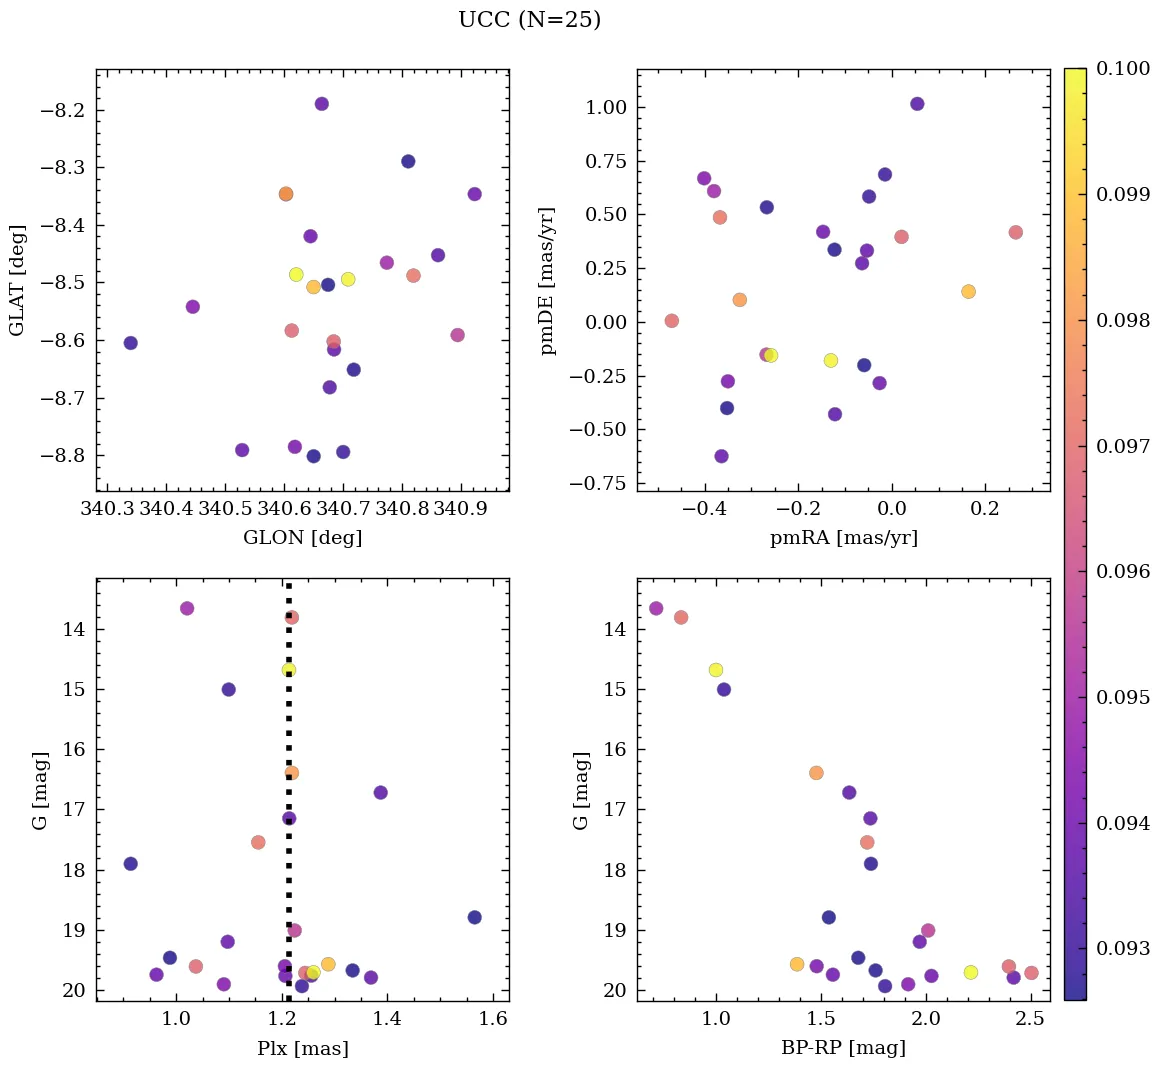 UCC (N=25)
−8.2
−8.3
−8.4
−8.5
−8.6
−8.7
−8.8
GLAT [deg]
340.3 340.4 340.5 340.6 340.7 340.8 340.9
GLON [deg]
1.00
0.75
0.50
0.25
0.00
−0.25
−0.50
−0.75
pmDE [mas/yr]
−0.4 −0.2 0.0 0.2
pmRA [mas/yr]
14
15
16
17
18
19
20
G [mag]
1.0 1.2 1.4 1.6
Plx [mas]
14
15
16
17
18
19
20
G [mag]
1.0 1.5 2.0 2.5
BP-RP [mag]
0.100
0.099
0.098
0.097
0.096
0.095
0.094
0.093